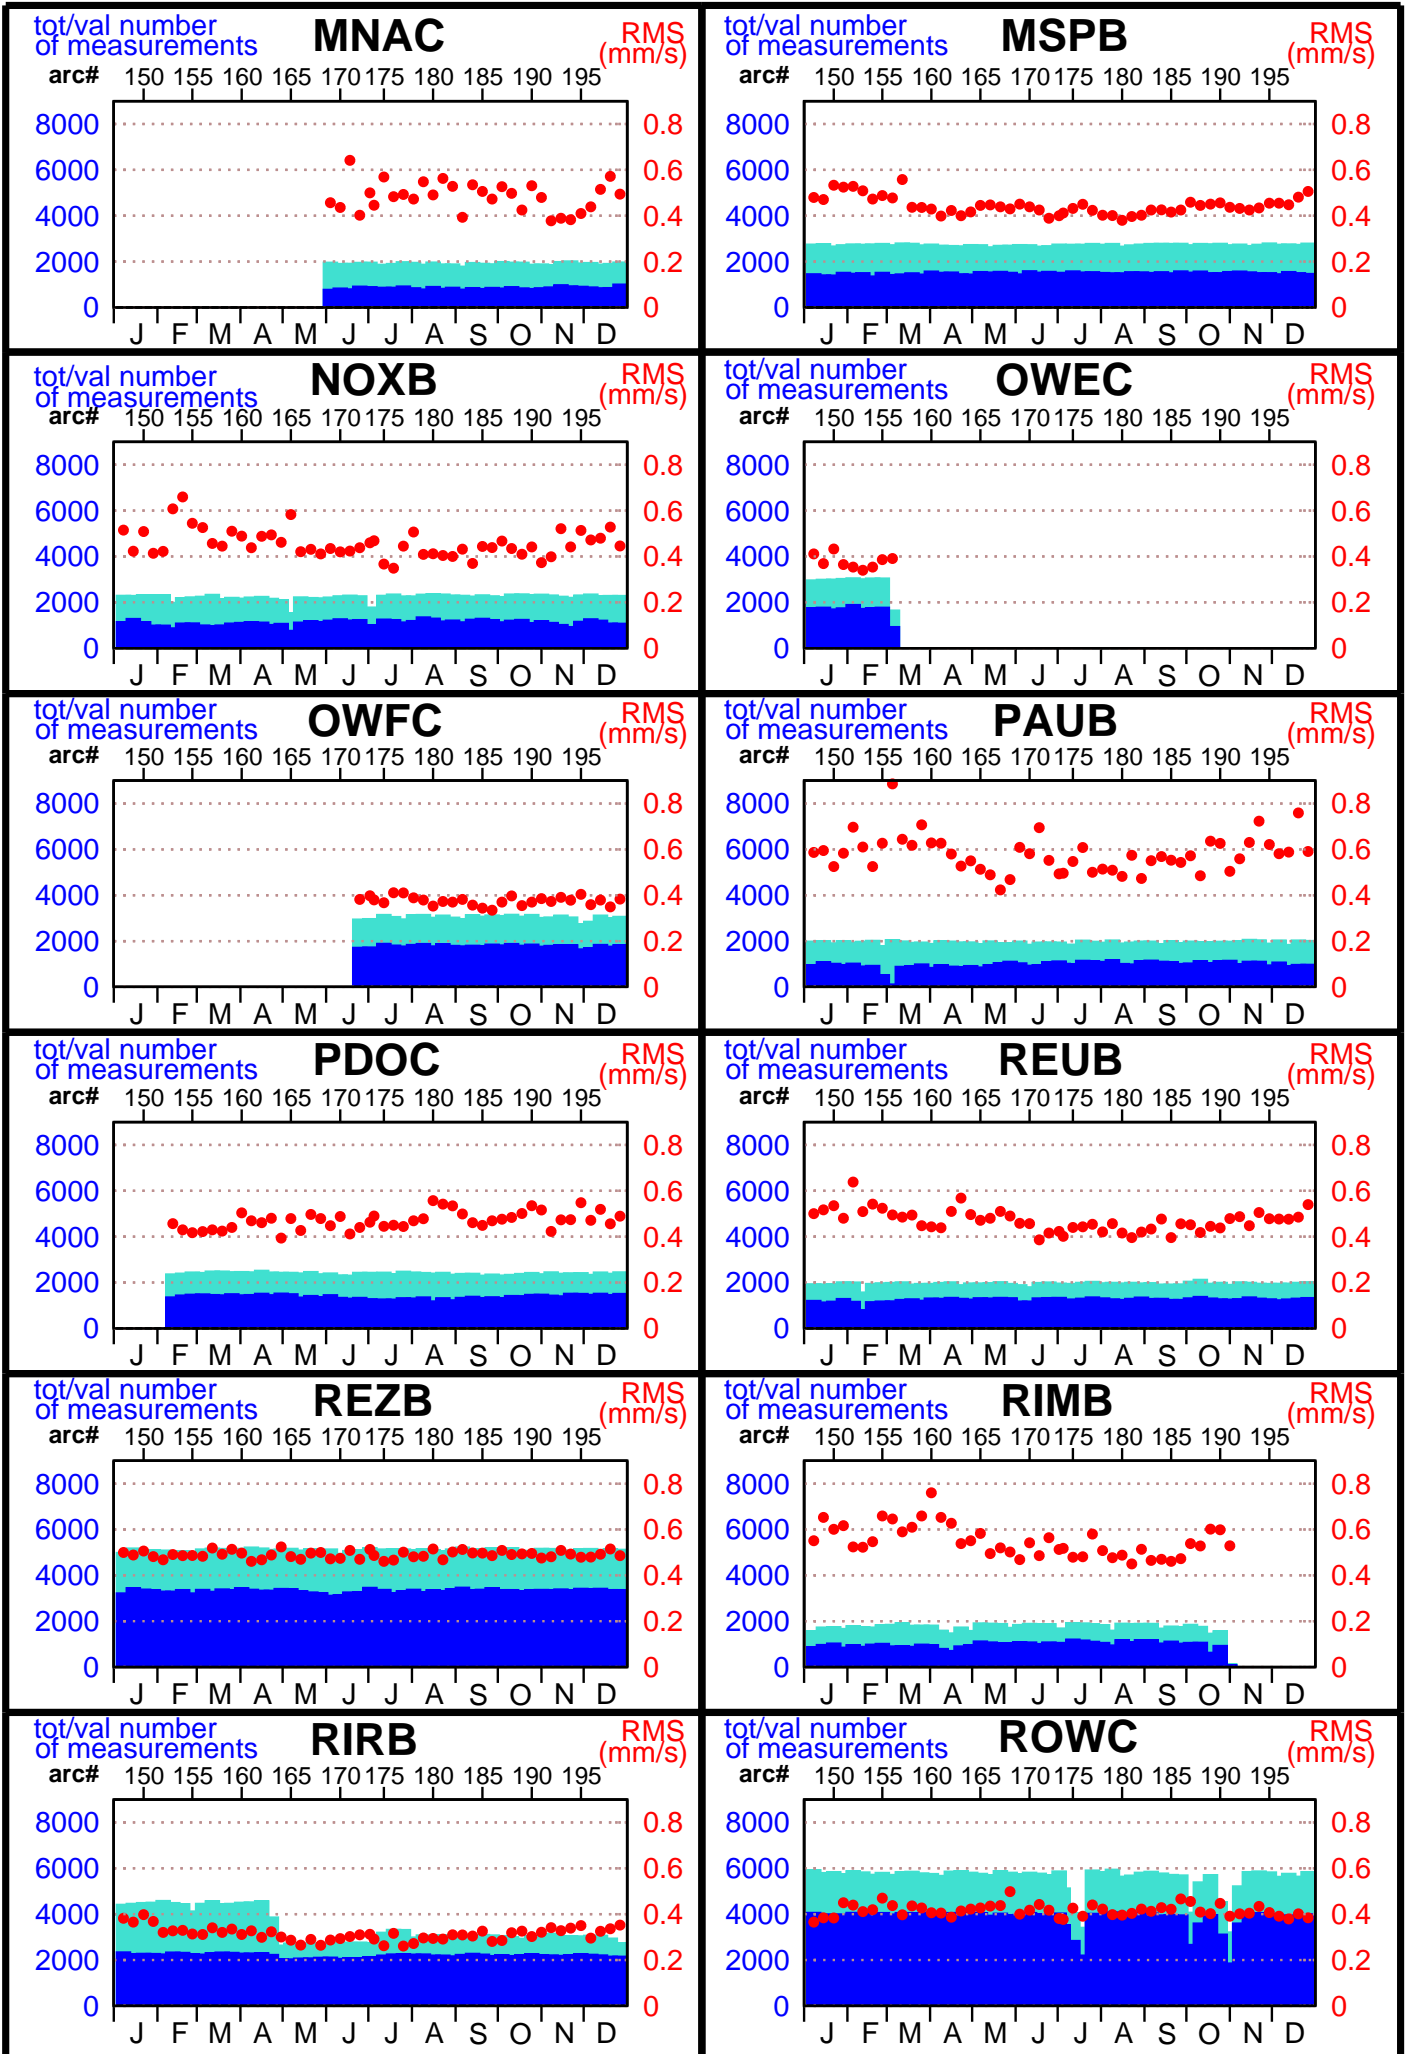 tot/val number MNAC RMS
of measurements (mm/s)
arc# 150 155 160 165 170 175 180 185 190 195
8000 0.8
6000 0.6
4000 0.4
2000 0.2
0 0
J F M A M J J A S O N D
tot/val number MSPB RMS
of measurements (mm/s)
arc# 150 155 160 165 170 175 180 185 190 195
8000 0.8
6000 0.6
4000 0.4
2000 0.2
0 0
J F M A M J J A S O N D
tot/val number NOXB RMS
of measurements (mm/s)
arc# 150 155 160 165 170 175 180 185 190 195
8000 0.8
6000 0.6
4000 0.4
2000 0.2
0 0
J F M A M J J A S O N D
tot/val number OWEC RMS
of measurements (mm/s)
arc# 150 155 160 165 170 175 180 185 190 195
8000 0.8
6000 0.6
4000 0.4
2000 0.2
0 0
J F M A M J J A S O N D
tot/val number OWFC RMS
of measurements (mm/s)
arc# 150 155 160 165 170 175 180 185 190 195
8000 0.8
6000 0.6
4000 0.4
2000 0.2
0 0
J F M A M J J A S O N D
tot/val number PAUB RMS
of measurements (mm/s)
arc# 150 155 160 165 170 175 180 185 190 195
8000 0.8
6000 0.6
4000 0.4
2000 0.2
0 0
J F M A M J J A S O N D
tot/val number PDOC RMS
of measurements (mm/s)
arc# 150 155 160 165 170 175 180 185 190 195
8000 0.8
6000 0.6
4000 0.4
2000 0.2
0 0
J F M A M J J A S O N D
tot/val number REUB RMS
of measurements (mm/s)
arc# 150 155 160 165 170 175 180 185 190 195
8000 0.8
6000 0.6
4000 0.4
2000 0.2
0 0
J F M A M J J A S O N D
tot/val number REZB RMS
of measurements (mm/s)
arc# 150 155 160 165 170 175 180 185 190 195
8000 0.8
6000 0.6
4000 0.4
2000 0.2
0 0
J F M A M J J A S O N D
tot/val number RIMB RMS
of measurements (mm/s)
arc# 150 155 160 165 170 175 180 185 190 195
8000 0.8
6000 0.6
4000 0.4
2000 0.2
0 0
J F M A M J J A S O N D
tot/val number RIRB RMS
of measurements (mm/s)
arc# 150 155 160 165 170 175 180 185 190 195
8000 0.8
6000 0.6
4000 0.4
2000 0.2
0 0
J F M A M J J A S O N D
tot/val number ROWC RMS
of measurements (mm/s)
arc# 150 155 160 165 170 175 180 185 190 195
8000 0.8
6000 0.6
4000 0.4
2000 0.2
0 0
J F M A M J J A S O N D